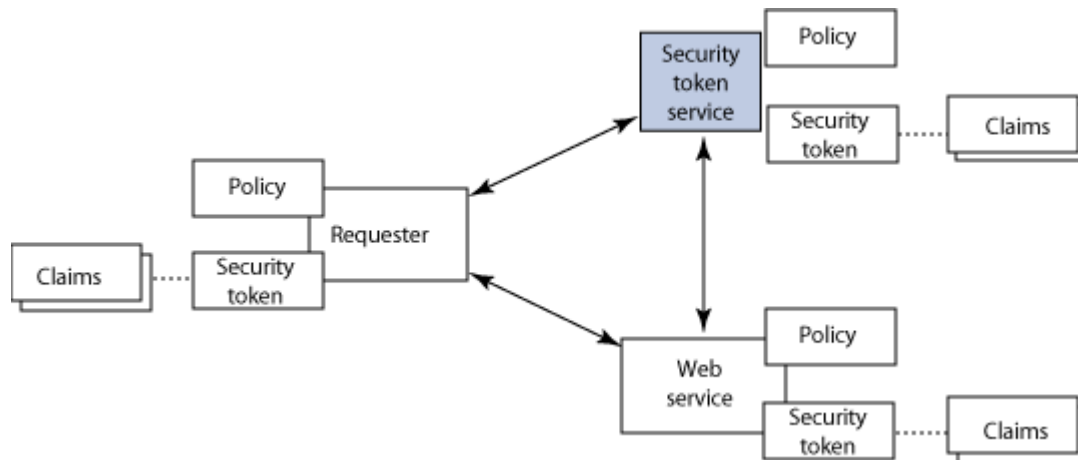 Security
token
service
Policy
Security
token
Claims
Policy
Requester
Claims
Security
token
Policy
Web
service
Security
token
Claims